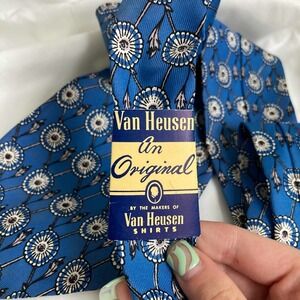 Van Heusen
An
Original
BY THE MAKERS OF
Van Heusen
SHIRTS